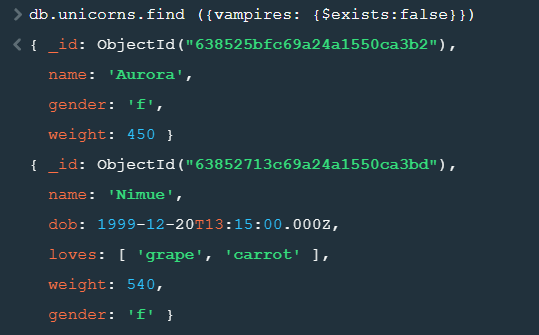 > db.unicorns.find ({vampires: {$exists:false}})
< { _id: ObjectId("638525bfc69a24a1550ca3b2"),
name: 'Aurora',
gender: 'f',
weight: 450 }
{ _id: ObjectId("63852713c69a24a1550ca3bd"),
name: 'Nimue',
dob: 1999-12-20T13:15:00.000Z,
loves: [ 'grape', 'carrot' ],
weight: 540,
gender: 'f' }